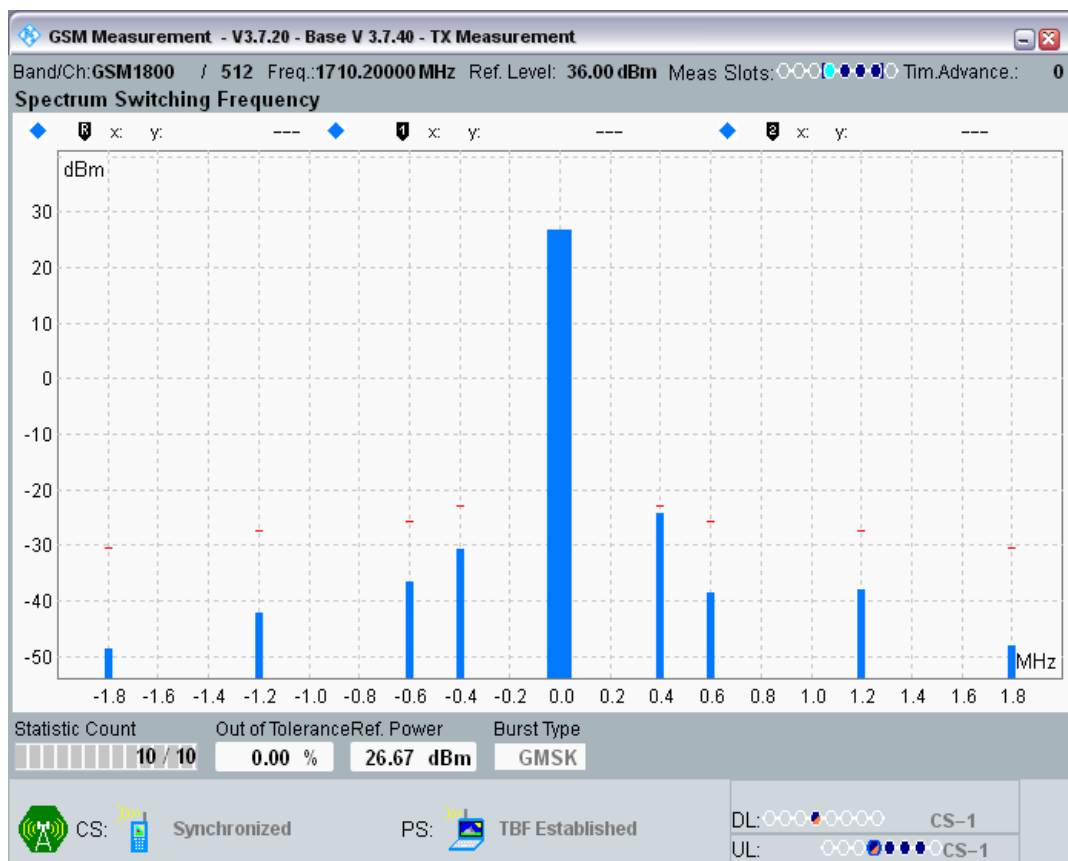 GSM Measurement - V3.7.20 - Base V 3.7.40 - TX Measurement
Band/Ch:GSM1800 / 512 Freq.:1710.20000 MHz Ref. Level: 36.00 dBm Meas Slots: Tim.Advance.: 0
Spectrum Switching Frequency
R x: y: --- 1 x: y: --- 2 x: y: ---
dBm
30
20
10
0
-10
-20
-30
-40
-50
MHz
-1.8 -1.6 -1.4 -1.2 -1.0 -0.8 -0.6 -0.4 -0.2 0.0 0.2 0.4 0.6 0.8 1.0 1.2 1.4 1.6 1.8
Statistic Count Out of Tolerance Ref. Power Burst Type
10 / 10 0.00 % 26.67 dBm GMSK
CS: Synchronized PS: TBF Established
DL: CS-1
UL: CS-1